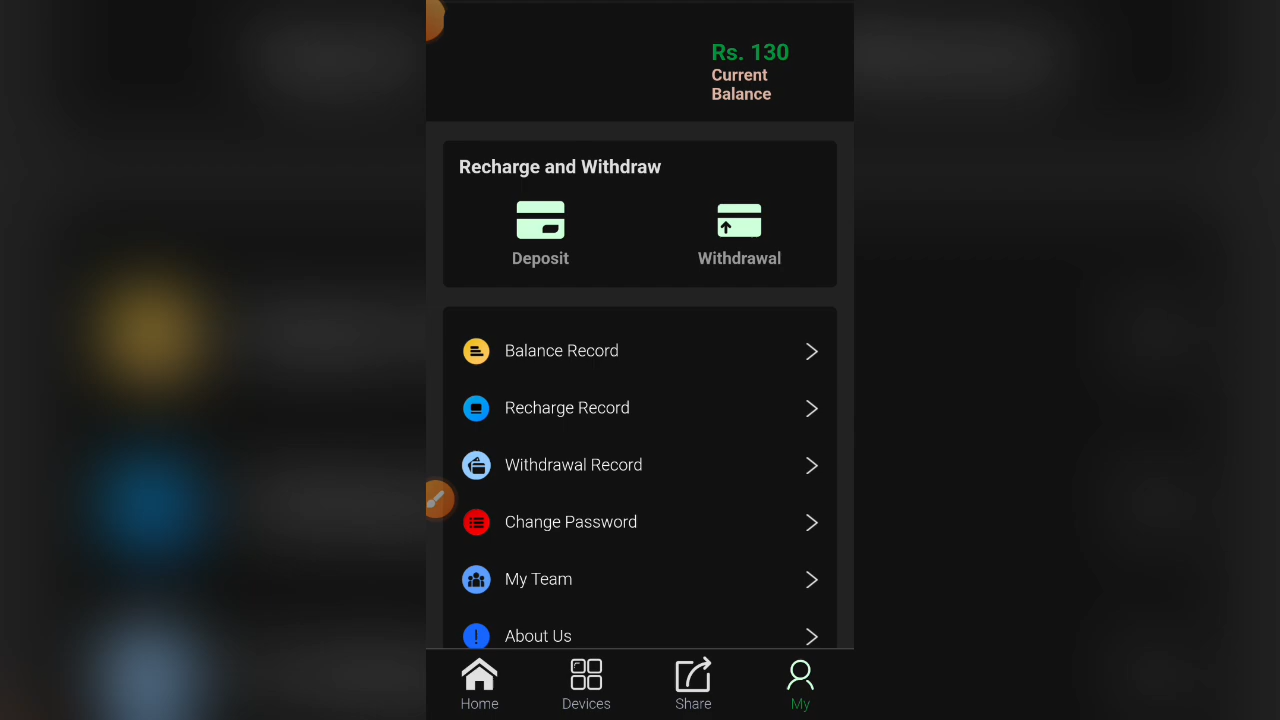 Rs. 130
Current
Balance
Recharge and Withdraw
Deposit
Withdrawal
Balance Record
Recharge Record
Withdrawal Record
Change Password
My Team
About Us
Home
Devices
Share
My